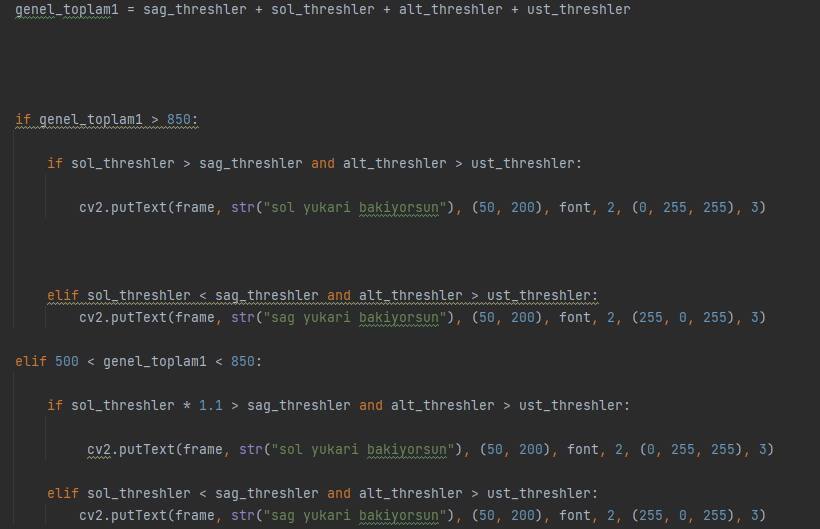 genel_toplam1 = sag_threshler + sol_threshler + alt_threshler + ust_threshler
if genel_toplam1 > 850:
if sol_threshler > sag_threshler and alt_threshler > ust_threshler:
cv2.putText(frame, str("sol yukari bakiyorsun"), (50, 200), font, 2, (0, 255, 255), 3)
elif sol_threshler < sag_threshler and alt_threshler > ust_threshler:
cv2.putText(frame, str("sag yukari bakiyorsun"), (50, 200), font, 2, (255, 0, 255), 3)
elif 500 < genel_toplam1 < 850:
if sol_threshler * 1.1 > sag_threshler and alt_threshler > ust_threshler:
cv2.putText(frame, str("sol yukari bakiyorsun"), (50, 200), font, 2, (0, 255, 255), 3)
elif sol_threshler < sag_threshler and alt_threshler > ust_threshler:
cv2.putText(frame, str("sag yukari bakiyorsun"), (50, 200), font, 2, (255, 0, 255), 3)